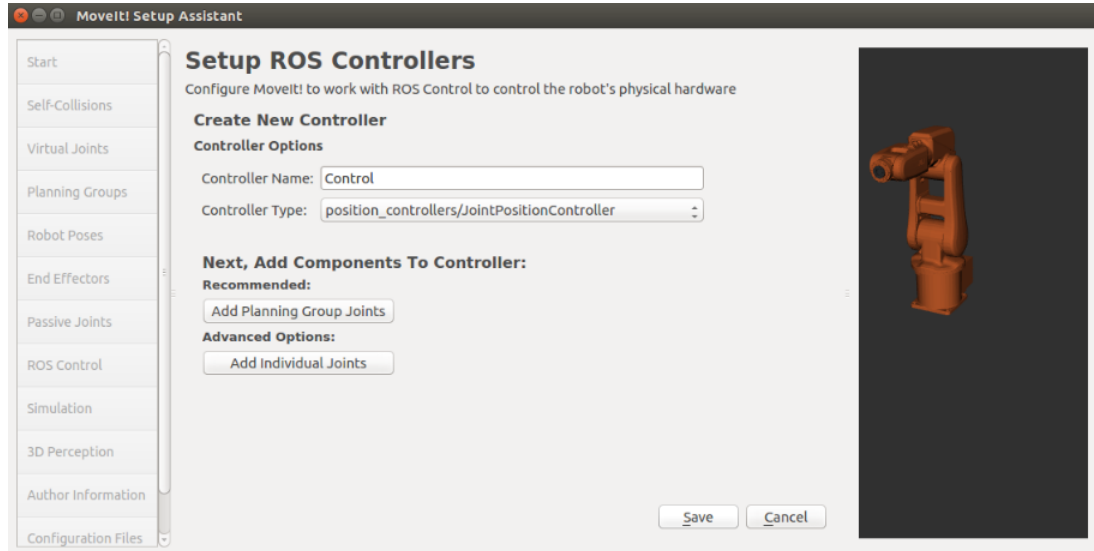 MoveIt! Setup Assistant
Start
Self-Collisions
Virtual Joints
Planning Groups
Robot Poses
End Effectors
Passive Joints
ROS Control
Simulation
3D Perception
Author Information
Configuration Files
Setup ROS Controllers
Configure MoveIt! to work with ROS Control to control the robot's physical hardware
Create New Controller
Controller Options
Controller Name: Control
Controller Type: position_controllers/JointPositionController
Next, Add Components To Controller:
Recommended:
Add Planning Group Joints
Advanced Options:
Add Individual Joints
Save Cancel